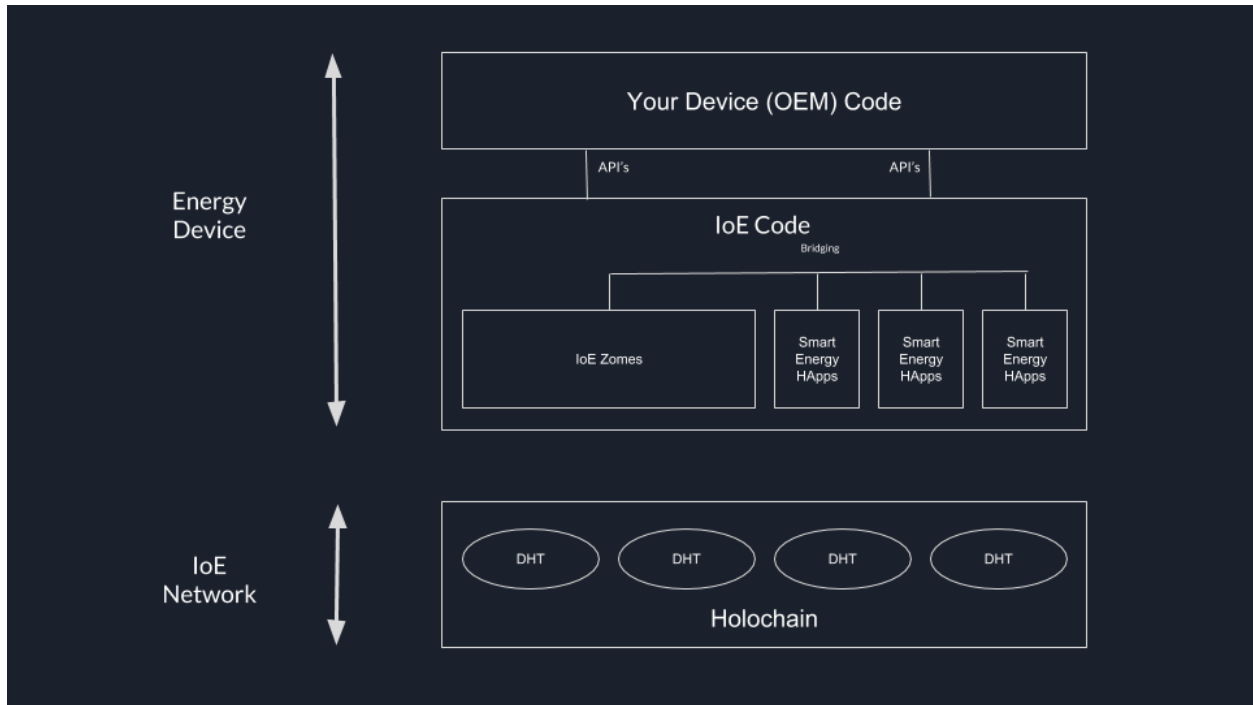 Your Device (OEM) Code
API's
API's
Energy
Device
IoE Code
Bridging
IoE Zomes
Smart
Energy
HApps
Smart
Energy
HApps
Smart
Energy
HApps
IoE
Network
DHT
DHT
DHT
DHT
Holochain